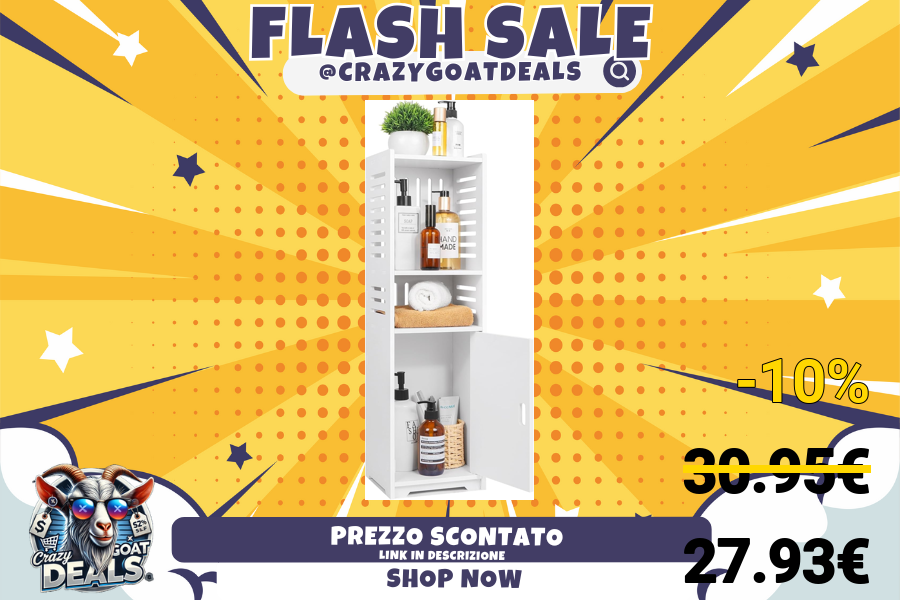 FLASH SALE
@CRAZYGOATDEALS
HAND
MADE
-10%
30.95€
$
52%
Crazy
GOAT
DEALS
PREZZO SCONTATO
LINK IN DESCRIZIONE
SHOP NOW
27.93€